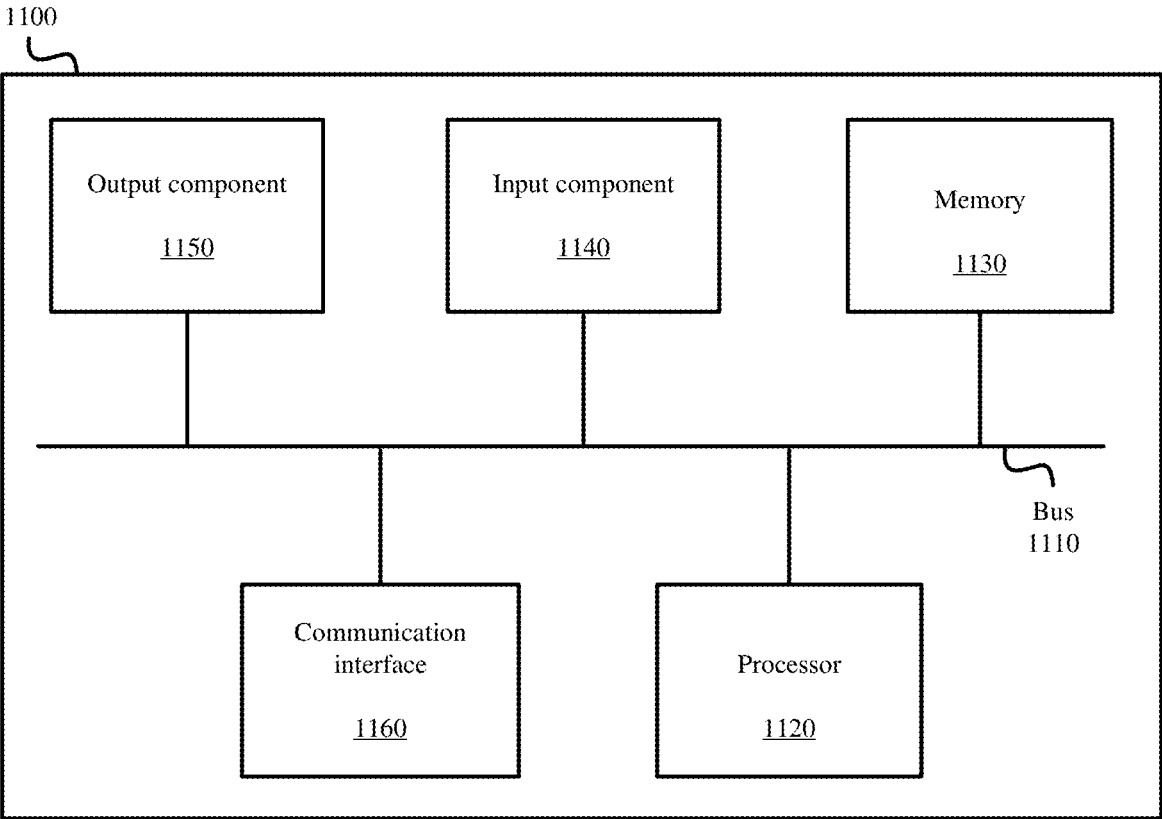 1100
Output component
1150
Input component
1140
Memory
1130
Bus
1110
Communication
interface
1160
Processor
1120